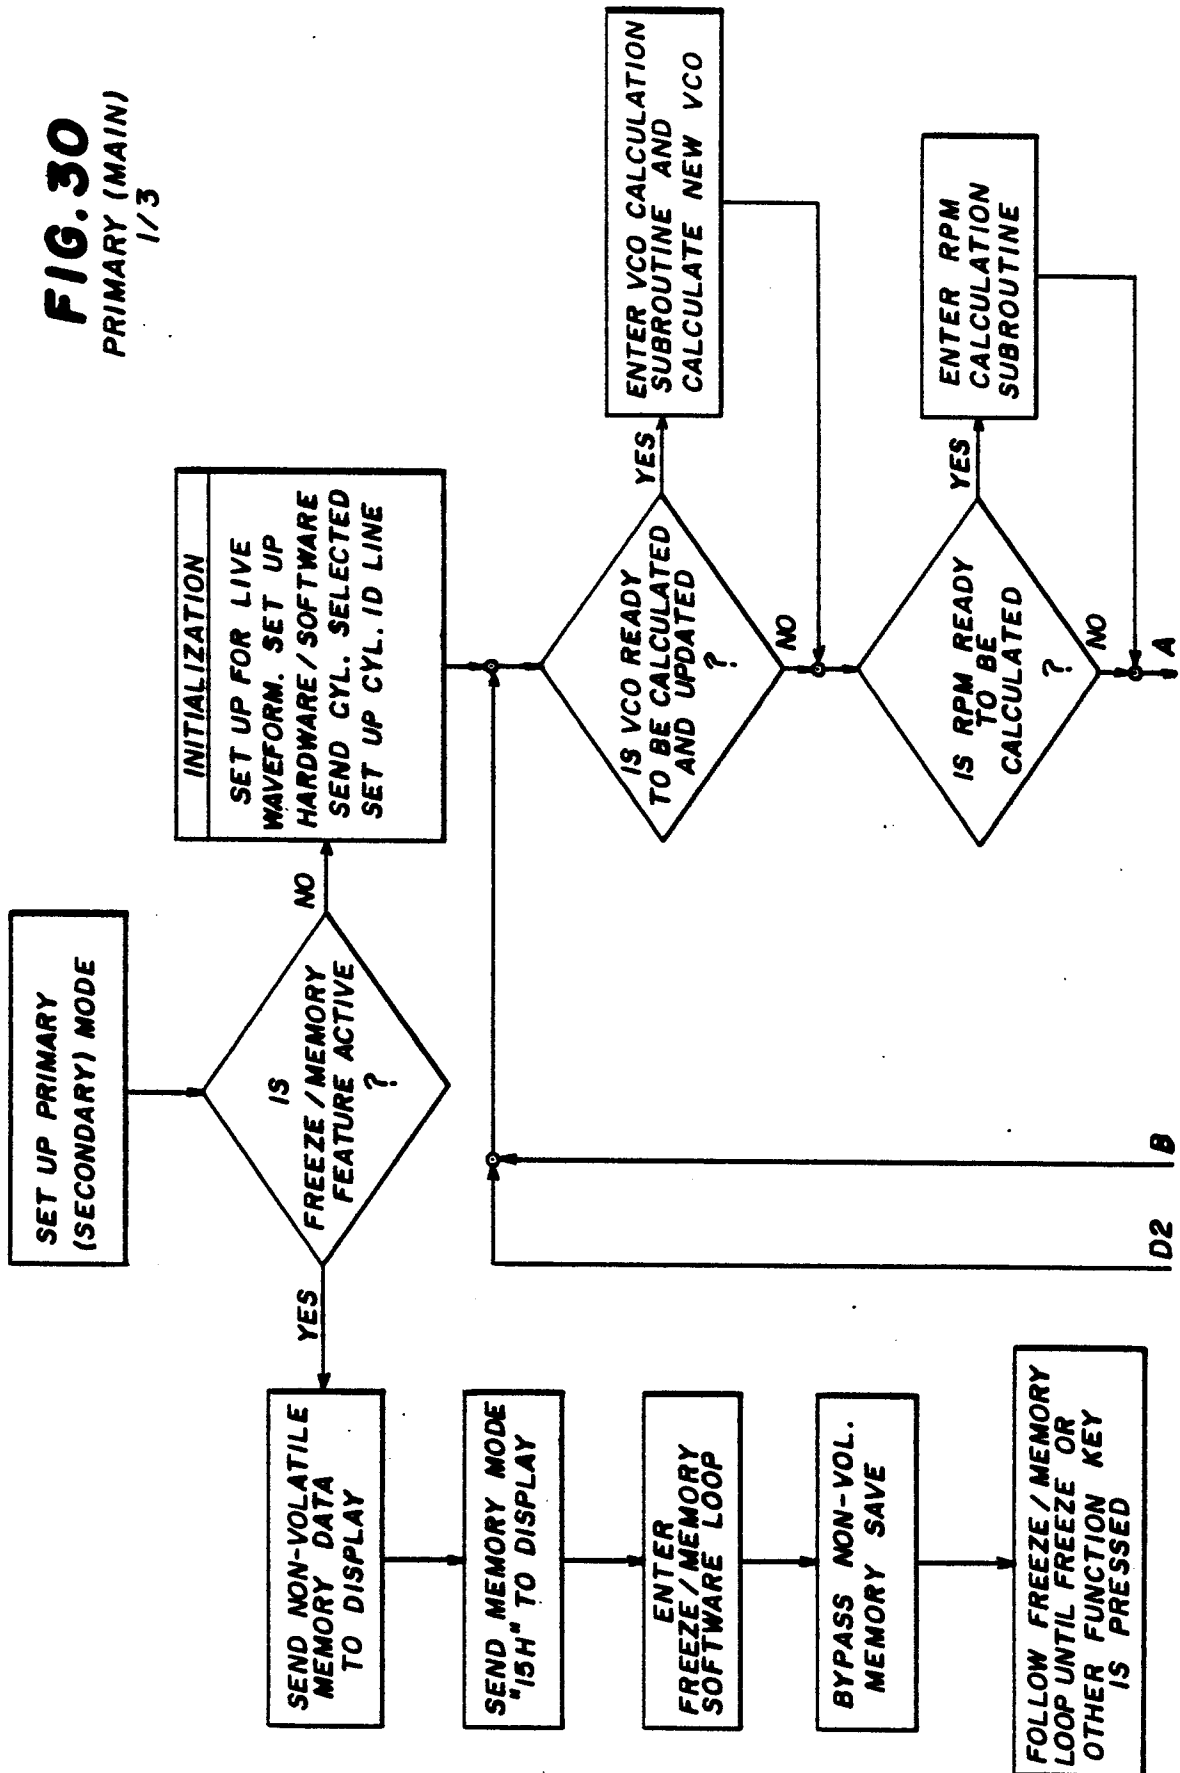 FIG. 30
PRIMARY (MAIN)
1/3
SET UP PRIMARY
(SECONDARY) MODE
IS
FREEZE / MEMORY
FEATURE ACTIVE
?
YES
NO
SEND NON-VOLATILE
MEMORY DATA
TO DISPLAY
SEND MEMORY MODE
"15H" TO DISPLAY
ENTER
FREEZE/MEMORY
SOFTWARE LOOP
BYPASS NON-VOL.
MEMORY SAVE
FOLLOW FREEZE / MEMORY
LOOP UNTIL FREEZE OR
OTHER FUNCTION KEY
IS PRESSED
INITIALIZATION
SET UP FOR LIVE
WAVEFORM. SET UP
HARDWARE/SOFTWARE
SEND CYL. SELECTED
SET UP CYL. ID LINE
IS VCO READY
TO BE CALCULATED
AND UPDATED
?
YES
NO
ENTER VCO CALCULATION
SUBROUTINE AND
CALCULATE NEW VCO
IS RPM READY
TO BE
CALCULATED
?
YES
NO
ENTER RPM
CALCULATION
SUBROUTINE
D2
B
A